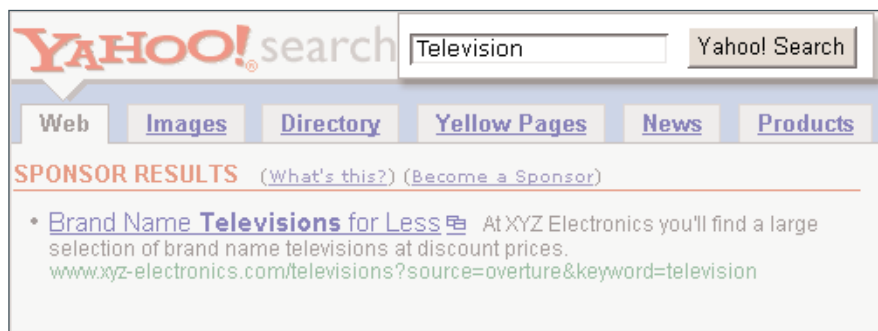 YAHOO!® search Television Yahoo! Search
Web Images Directory Yellow Pages News Products
SPONSOR RESULTS (What's this?) (Become a Sponsor)
• Brand Name Televisions for Less At XYZ Electronics you'll find a large
selection of brand name televisions at discount prices.
www.xyz-electronics.com/televisions?source=overture&keyword=television